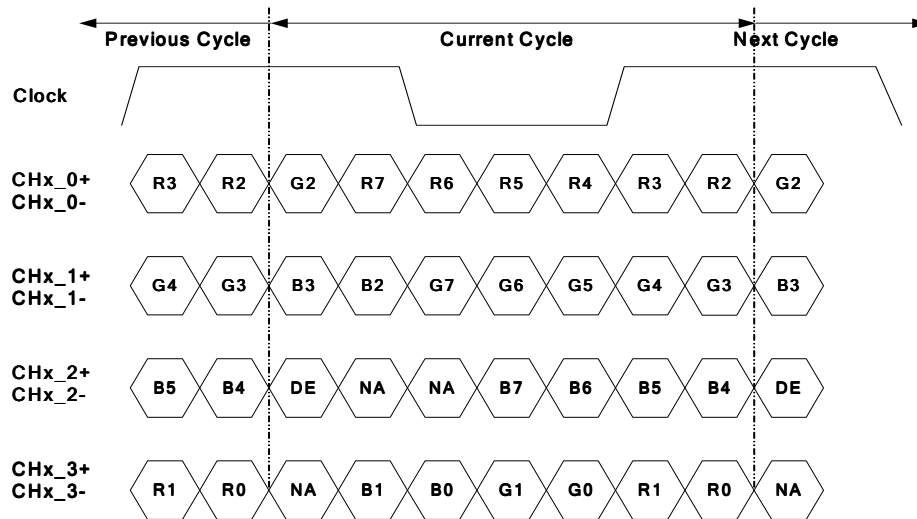 Previous Cycle Current Cycle Next Cycle
Clock
CHx_0+
CHx_0-
R3 R2 G2 R7 R6 R5 R4 R3 R2 G2
CHx_1+
CHx_1-
G4 G3 B3 B2 G7 G6 G5 G4 G3 B3
CHx_2+
CHx_2-
B5 B4 DE NA NA B7 B6 B5 B4 DE
CHx_3+
CHx_3-
R1 R0 NA B1 B0 G1 G0 R1 R0 NA